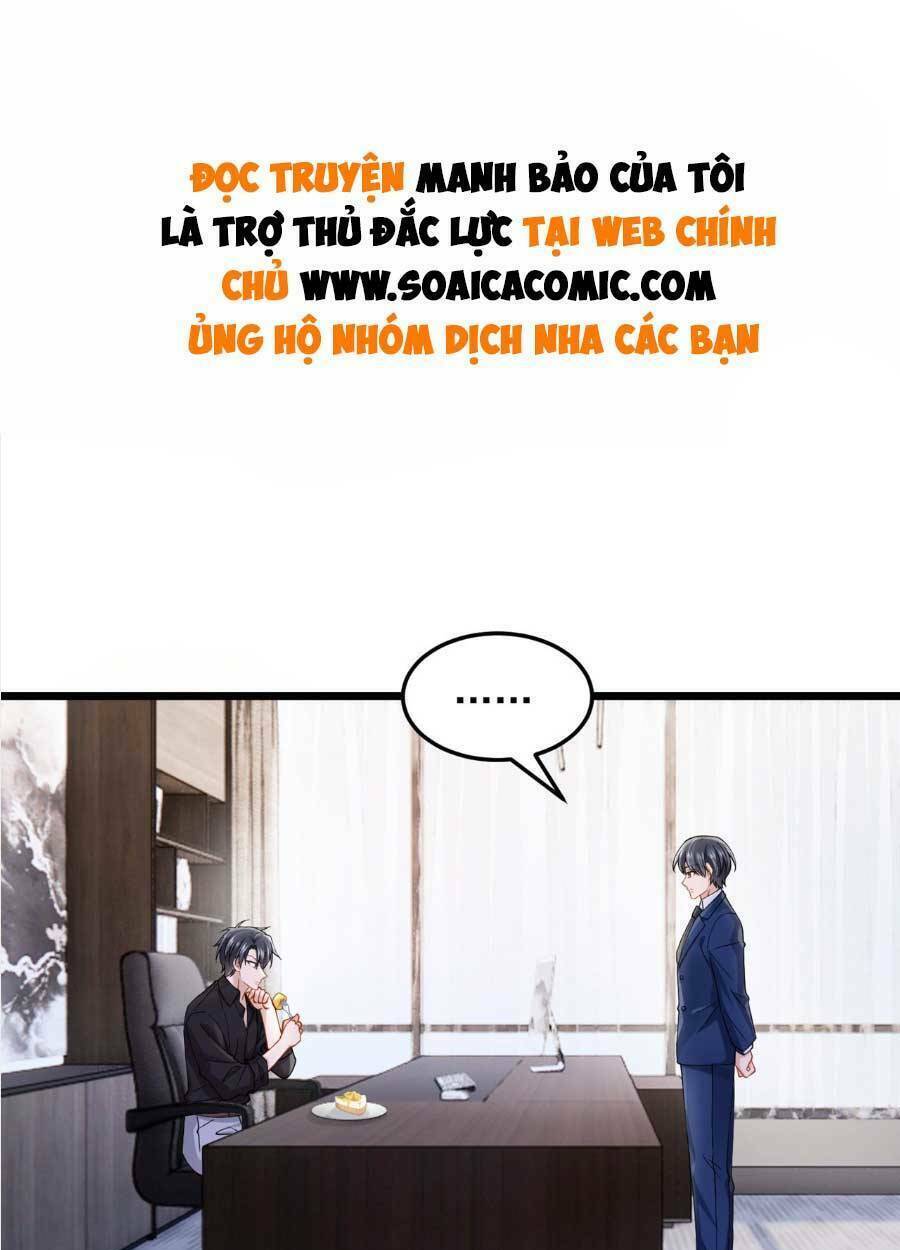 ĐỌC TRUYỆN MANH BẢO CỦA TÔI
LÀ TRỢ THỦ ĐẮC LỰC TẠI WEB CHÍNH
CHỦ WWW.SOAICACOMIC.COM
ỦNG HỘ NHÓM DỊCH NHA CÁC BẠN
......